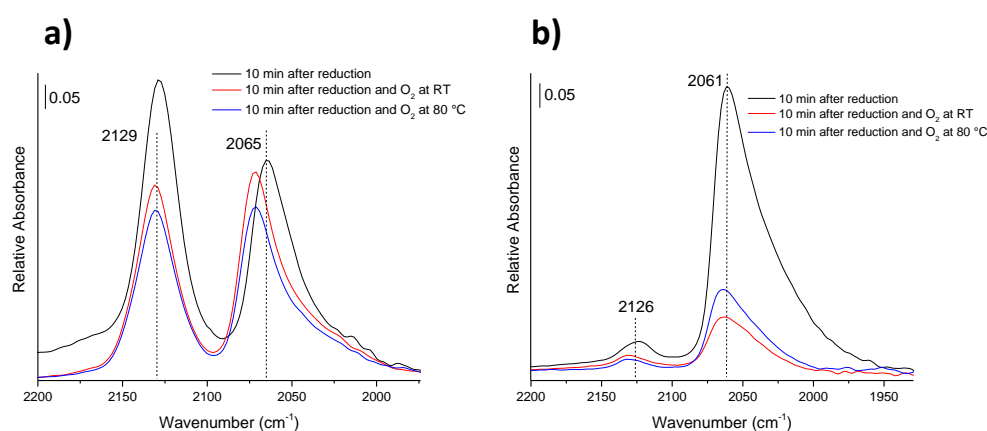 a)
10 min after reduction
10 min after reduction and O₂ at RT
10 min after reduction and O₂ at 80 °C
0.05
2129
2065
Relative Absorbance
2200
2150
2100
2050
2000
Wavenumber (cm⁻¹)
b)
2061
0.05
10 min after reduction
10 min after reduction and O₂ at RT
10 min after reduction and O₂ at 80 °C
2126
Relative Absorbance
2200
2150
2100
2050
2000
1950
Wavenumber (cm⁻¹)